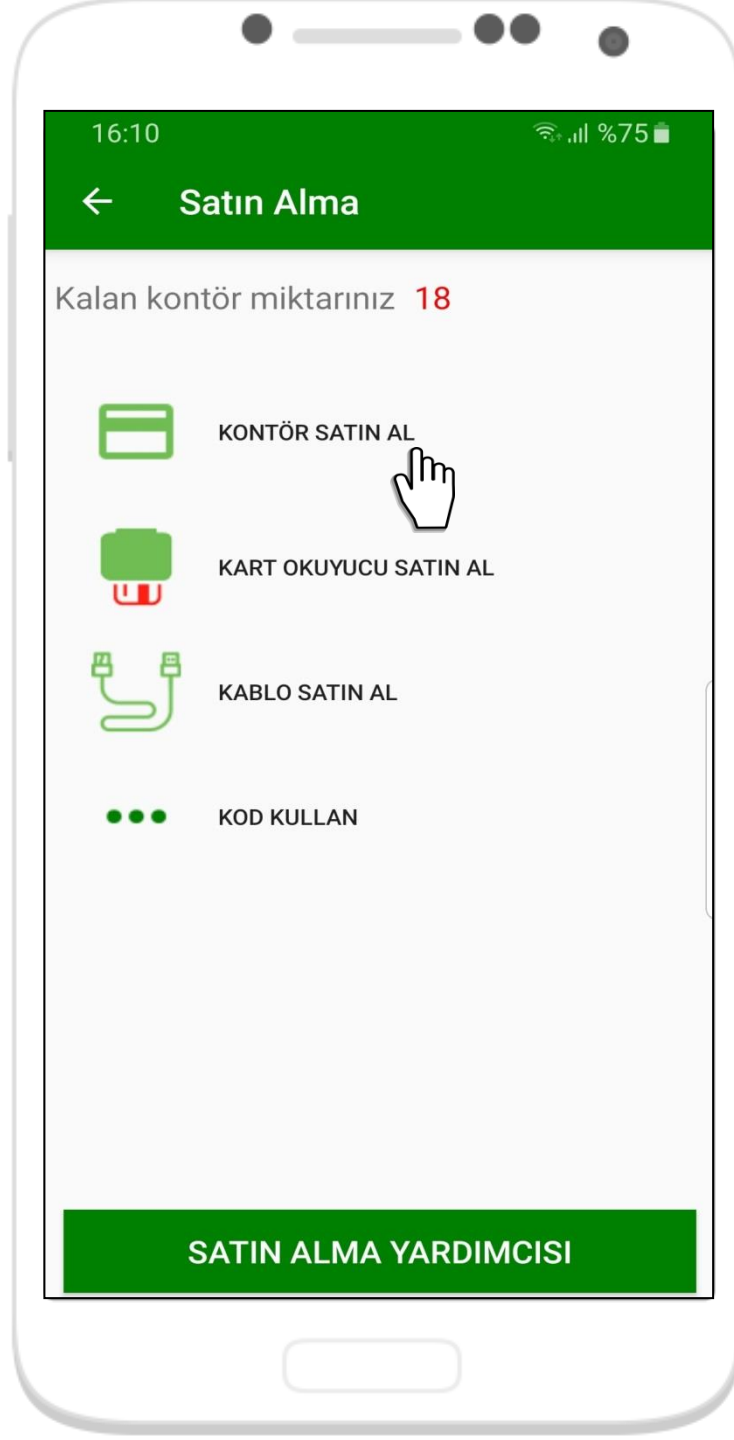 16:10 %75
Satın Alma
Kalan kontör miktarınız 18
KONTÖR SATIN AL
KART OKUYUCU SATIN AL
KABLO SATIN AL
KOD KULLAN
SATIN ALMA YARDIMCISI